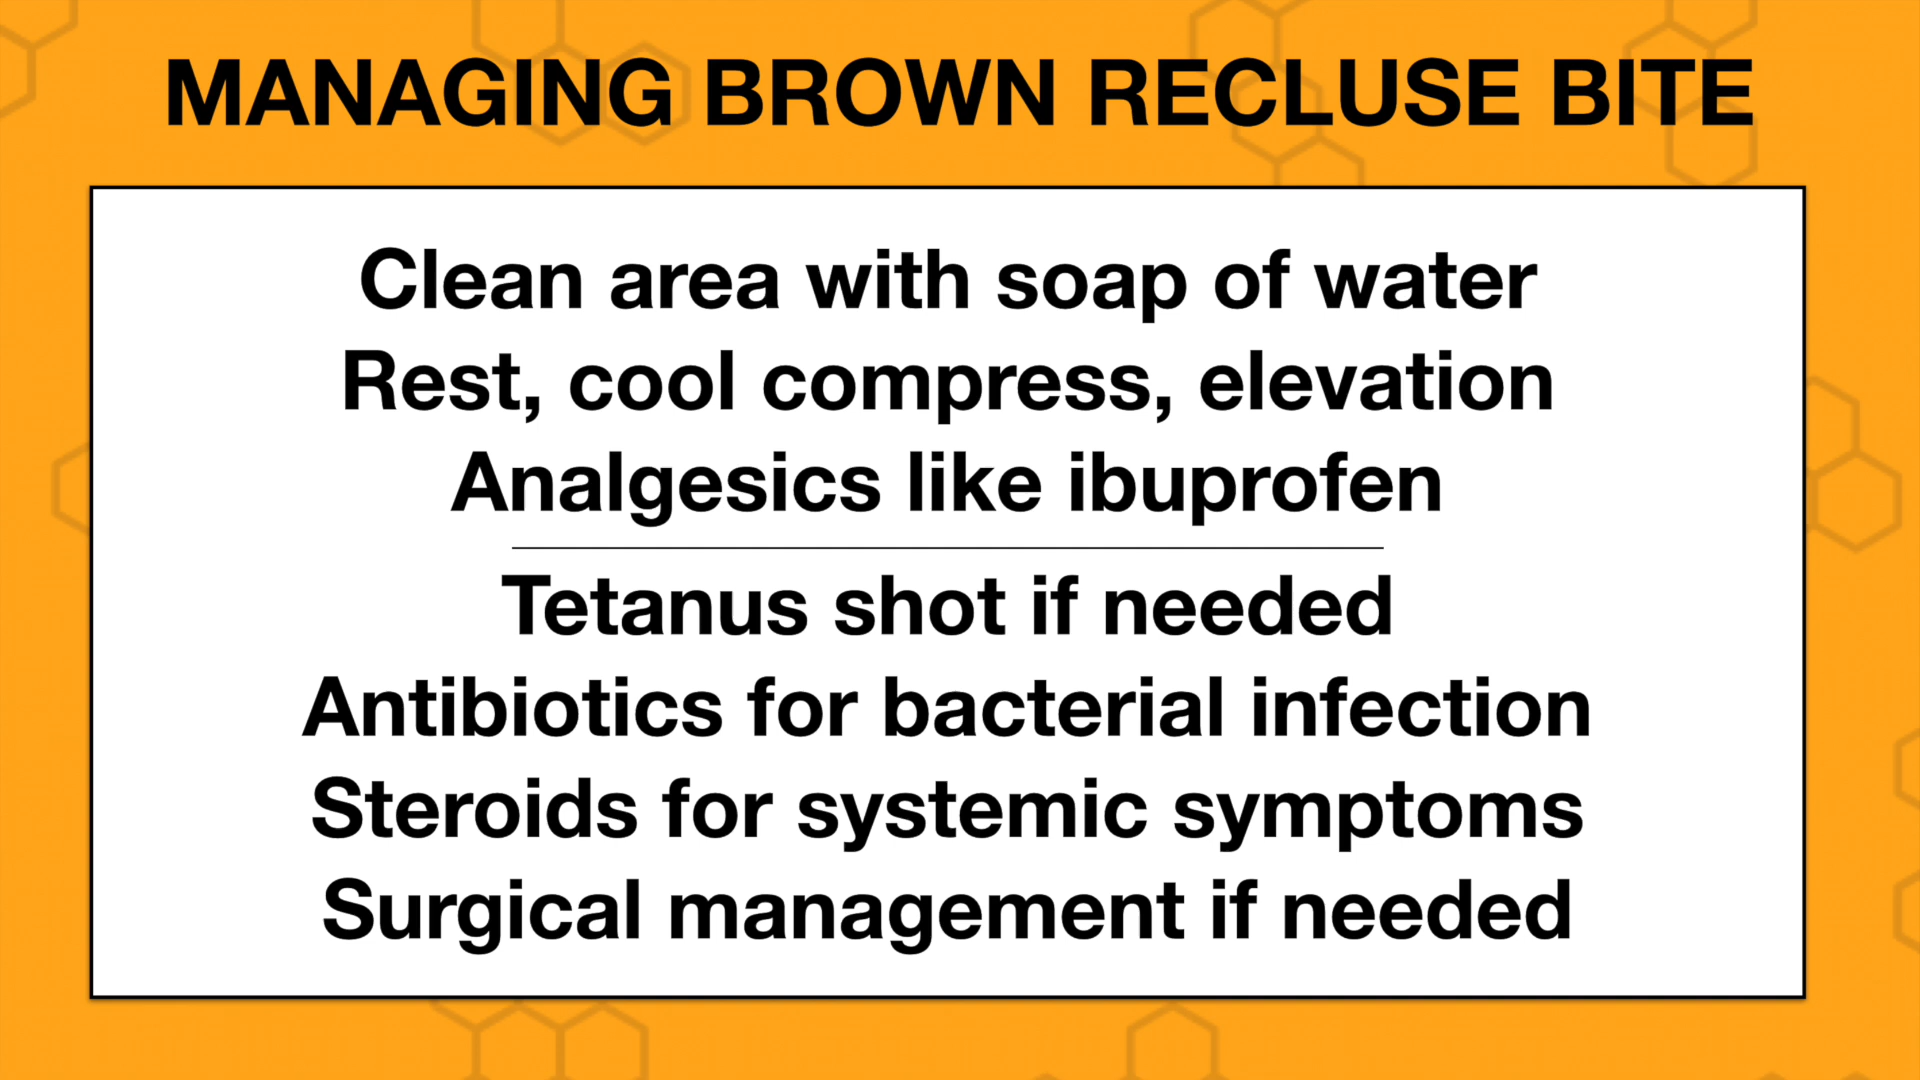 MANAGING BROWN RECLUSE BITE
Clean area with soap of water
Rest, cool compress, elevation
Analgesics like ibuprofen
Tetanus shot if needed
Antibiotics for bacterial infection
Steroids for systemic symptoms
Surgical management if needed